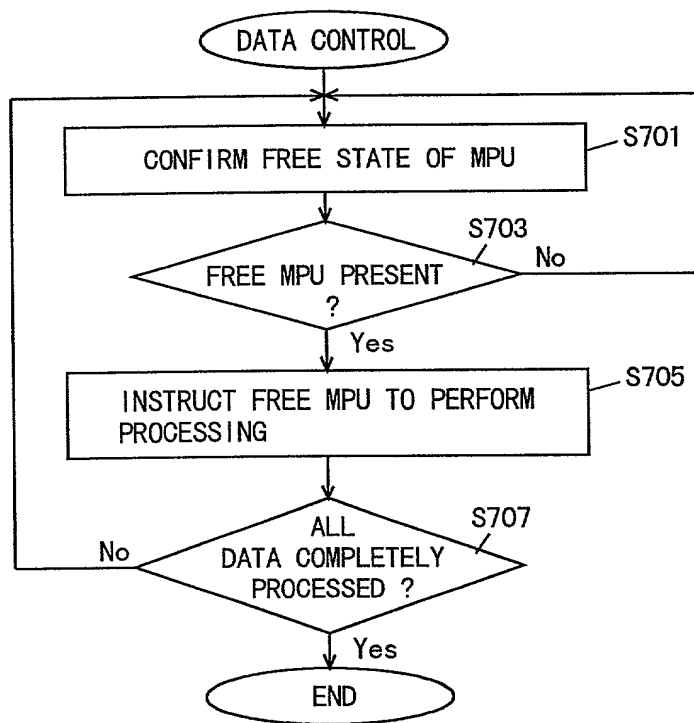 DATA CONTROL
CONFIRM FREE STATE OF MPU
S701
S703
FREE MPU PRESENT
?
No
Yes
S705
INSTRUCT FREE MPU TO PERFORM
PROCESSING
S707
ALL
DATA COMPLETELY
PROCESSED ?
No
Yes
END